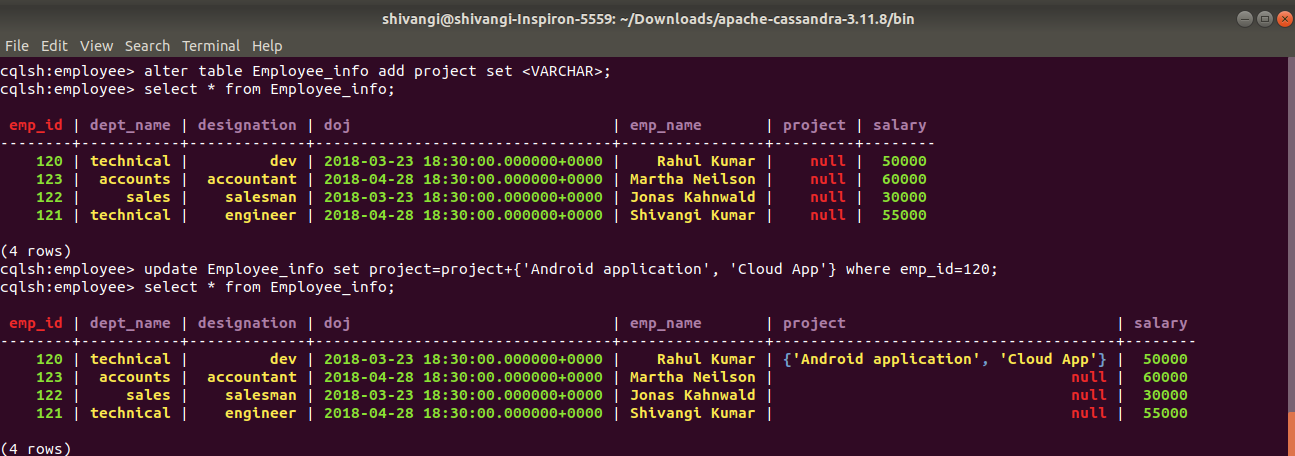 shivangi@shivangi-Inspiron-5559: ~/Downloads/apache-cassandra-3.11.8/bin
File Edit View Search Terminal Help
cqlsh:employee> alter table Employee_info add project set <VARCHAR>;
cqlsh:employee> select * from Employee_info;
 emp_id | dept_name | designation | doj                             | emp_name       | project | salary
--------+-----------+-------------+---------------------------------+----------------+---------+--------
    120 | technical |         dev | 2018-03-23 18:30:00.000000+0000 |    Rahul Kumar |    null |  50000
    123 |  accounts |  accountant | 2018-04-28 18:30:00.000000+0000 | Martha Neilson |    null |  60000
    122 |     sales |    salesman | 2018-03-23 18:30:00.000000+0000 | Jonas Kahnwald |    null |  30000
    121 | technical |    engineer | 2018-04-28 18:30:00.000000+0000 | Shivangi Kumar |    null |  55000
(4 rows)
cqlsh:employee> update Employee_info set project=project+{'Android application', 'Cloud App'} where emp_id=120;
cqlsh:employee> select * from Employee_info;
 emp_id | dept_name | designation | doj                             | emp_name       | project                              | salary
--------+-----------+-------------+---------------------------------+----------------+--------------------------------------+--------
    120 | technical |         dev | 2018-03-23 18:30:00.000000+0000 |    Rahul Kumar | {'Android application', 'Cloud App'} |  50000
    123 |  accounts |  accountant | 2018-04-28 18:30:00.000000+0000 | Martha Neilson |                                 null |  60000
    122 |     sales |    salesman | 2018-03-23 18:30:00.000000+0000 | Jonas Kahnwald |                                 null |  30000
    121 | technical |    engineer | 2018-04-28 18:30:00.000000+0000 | Shivangi Kumar |                                 null |  55000
(4 rows)